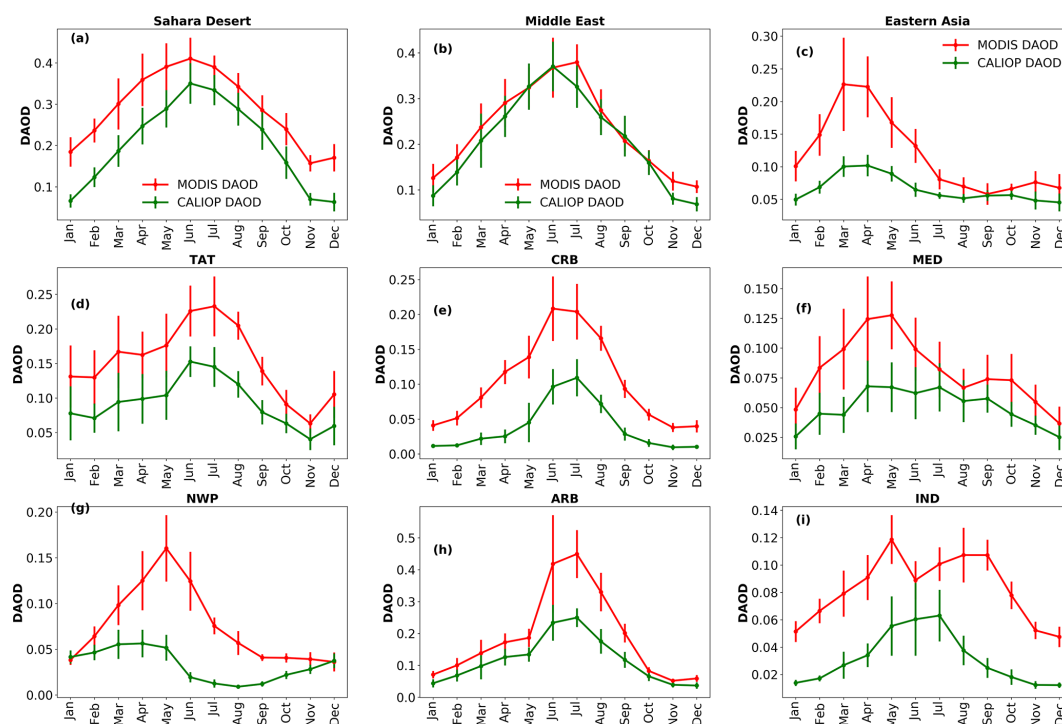 Sahara Desert
(a)
DAOD
0.4
0.3
0.2
0.1
MODIS DAOD
CALIOP DAOD
Jan Feb Mar Apr May Jun Jul Aug Sep Oct Nov Dec
Middle East
(b)
DAOD
0.4
0.3
0.2
0.1
MODIS DAOD
CALIOP DAOD
Jan Feb Mar Apr May Jun Jul Aug Sep Oct Nov Dec
Eastern Asia
(c)
DAOD
0.30
0.25
0.20
0.15
0.10
0.05
MODIS DAOD
CALIOP DAOD
Jan Feb Mar Apr May Jun Jul Aug Sep Oct Nov Dec
TAT
(d)
DAOD
0.25
0.20
0.15
0.10
0.05
Jan Feb Mar Apr May Jun Jul Aug Sep Oct Nov Dec
CRB
(e)
DAOD
0.25
0.20
0.15
0.10
0.05
0.00
Jan Feb Mar Apr May Jun Jul Aug Sep Oct Nov Dec
MED
(f)
DAOD
0.150
0.125
0.100
0.075
0.050
0.025
Jan Feb Mar Apr May Jun Jul Aug Sep Oct Nov Dec
NWP
(g)
DAOD
0.20
0.15
0.10
0.05
0.00
Jan Feb Mar Apr May Jun Jul Aug Sep Oct Nov Dec
ARB
(h)
DAOD
0.5
0.4
0.3
0.2
0.1
0.0
Jan Feb Mar Apr May Jun Jul Aug Sep Oct Nov Dec
IND
(i)
DAOD
0.14
0.12
0.10
0.08
0.06
0.04
0.02
Jan Feb Mar Apr May Jun Jul Aug Sep Oct Nov Dec